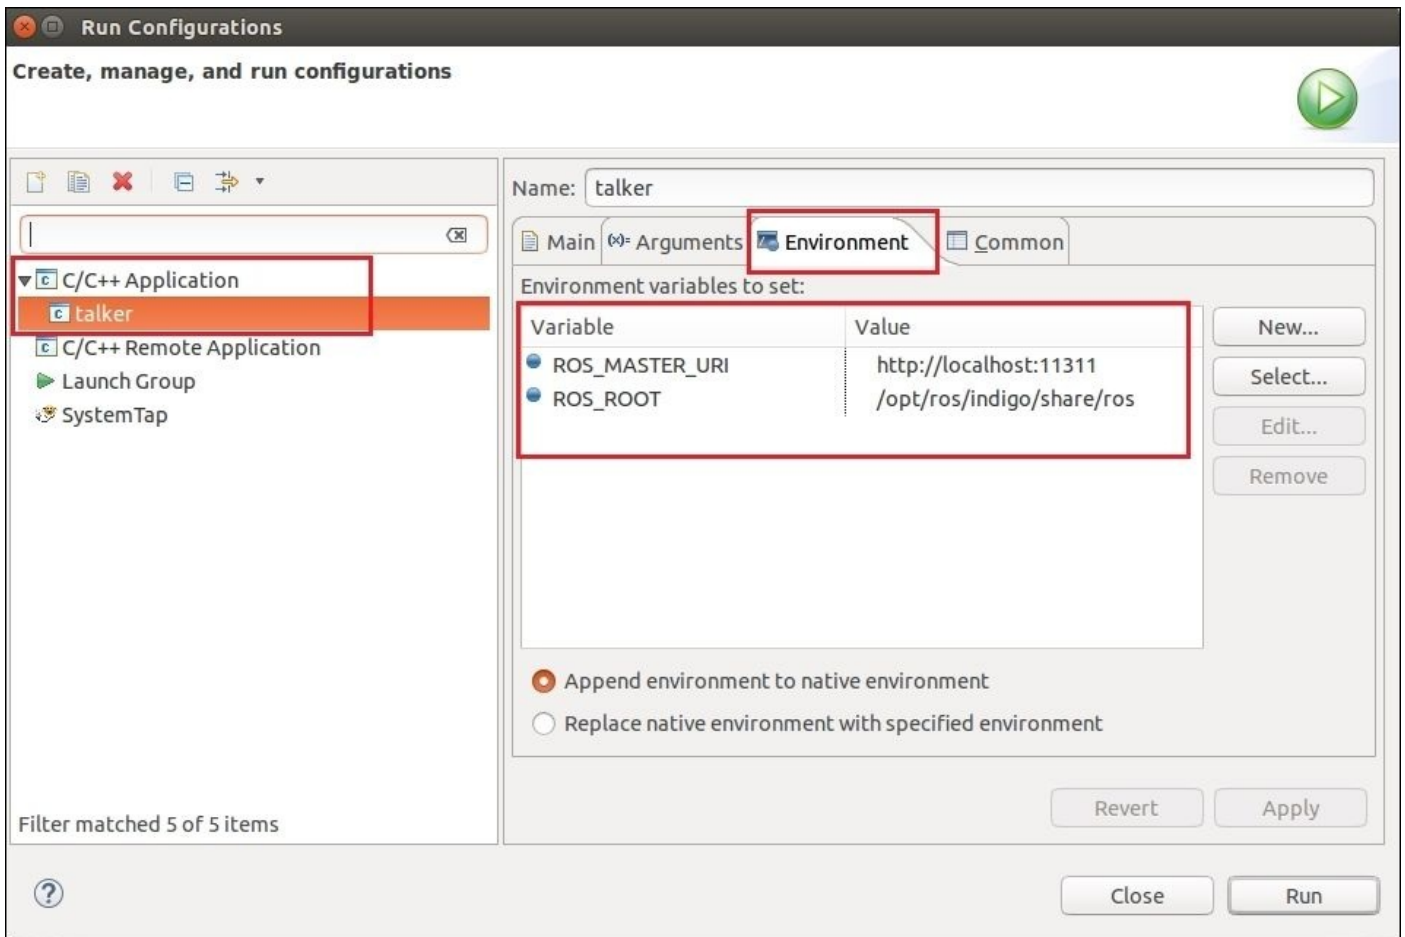 Run Configurations
Create, manage, and run configurations
Name: talker
Main (x)= Arguments Environment Common
C/C++ Application
talker
C/C++ Remote Application
Launch Group
SystemTap
Filter matched 5 of 5 items
Environment variables to set:
Variable Value
ROS_MASTER_URI http://localhost:11311
ROS_ROOT /opt/ros/indigo/share/ros
New...
Select...
Edit...
Remove
Append environment to native environment
Replace native environment with specified environment
Revert Apply
Close Run